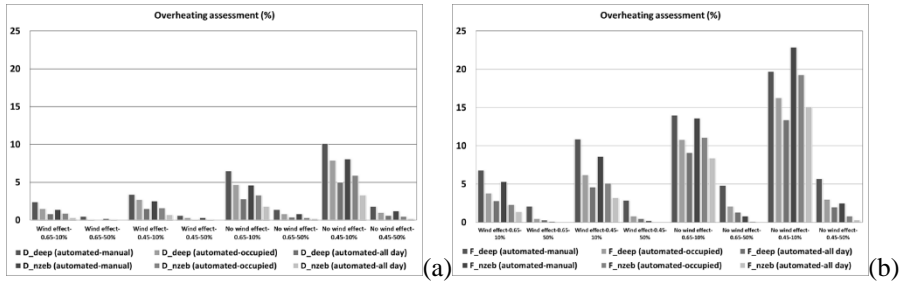 Overheating assessment (%)
25
20
15
10
5
0
Wind effect-0.65-10%
Wind effect-0.65-50%
Wind effect-0.45-10%
Wind effect-0.45-50%
No wind effect-0.65-10%
No wind effect-0.65-50%
No wind effect-0.45-10%
No wind effect-0.45-50%
D_deep (automated-manual)
D_deep (automated-occupied)
D_deep (automated-all day)
D_nzeb (automated-manual)
D_nzeb (automated-occupied)
D_nzeb (automated-all day)
(a)
Overheating assessment (%)
25
20
15
10
5
0
Wind effect-0.65-10%
Wind effect-0.65-50%
Wind effect-0.45-10%
Wind effect-0.45-50%
No wind effect-0.65-10%
No wind effect-0.65-50%
No wind effect-0.45-10%
No wind effect-0.45-50%
F_deep (automated-manual)
F_deep (automated-occupied)
F_deep (automated-all day)
F_nzeb (automated-manual)
F_nzeb (automated-occupied)
F_nzeb (automated-all day)
(b)